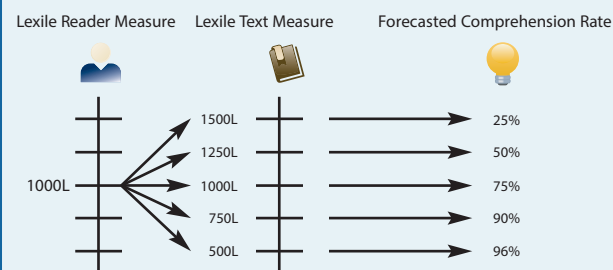 Lexile Reader Measure Lexile Text Measure Forecasted Comprehension Rate
1500L 25%
1250L 50%
1000L 1000L 75%
750L 90%
500L 96%